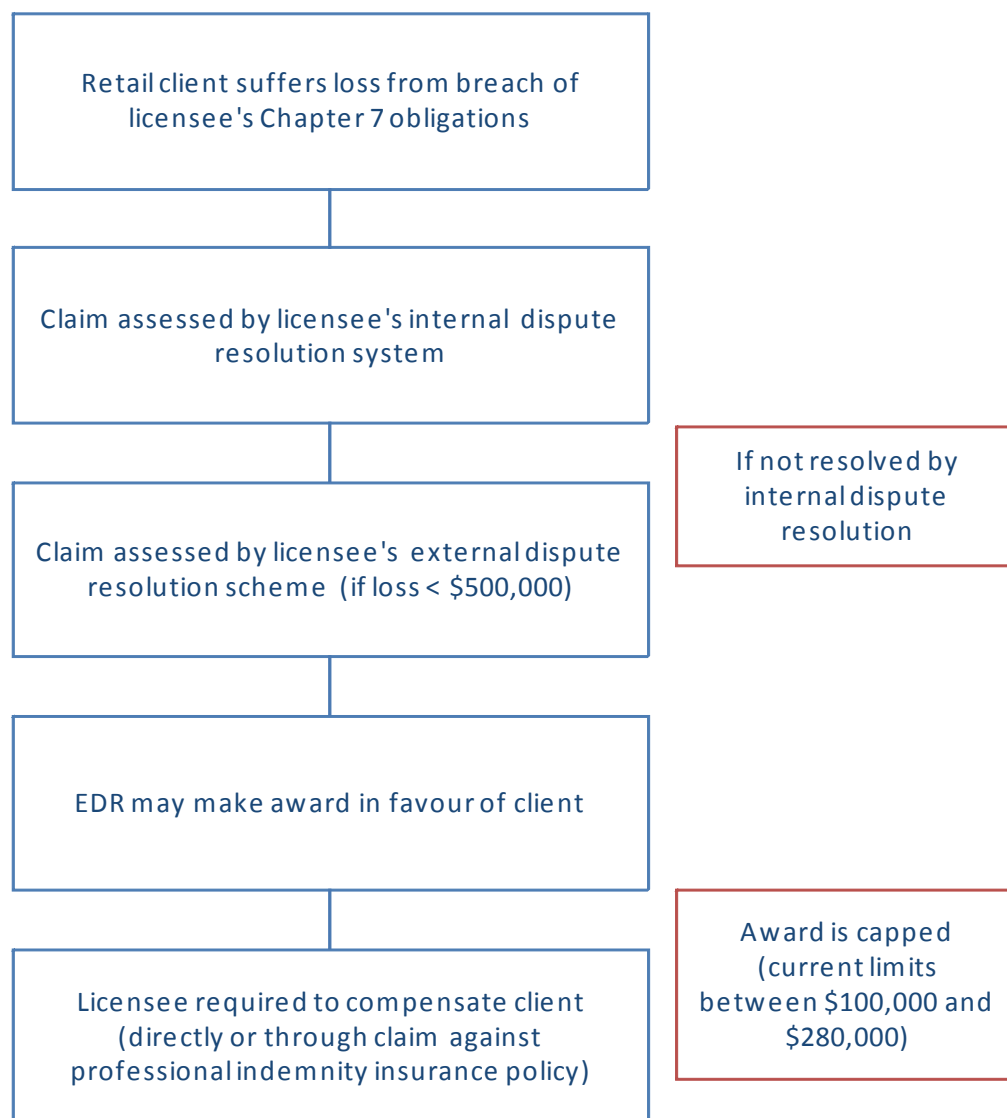 Retail client suffers loss from breach of
licensee's Chapter 7 obligations
Claim assessed by licensee's internal dispute
resolution system
If not resolved by
internal dispute
resolution
Claim assessed by licensee's external dispute
resolution scheme (if loss < $500,000)
EDR may make award in favour of client
Award is capped
(current limits
between $100,000 and
$280,000)
Licensee required to compensate client
(directly or through claim against
professional indemnity insurance policy)